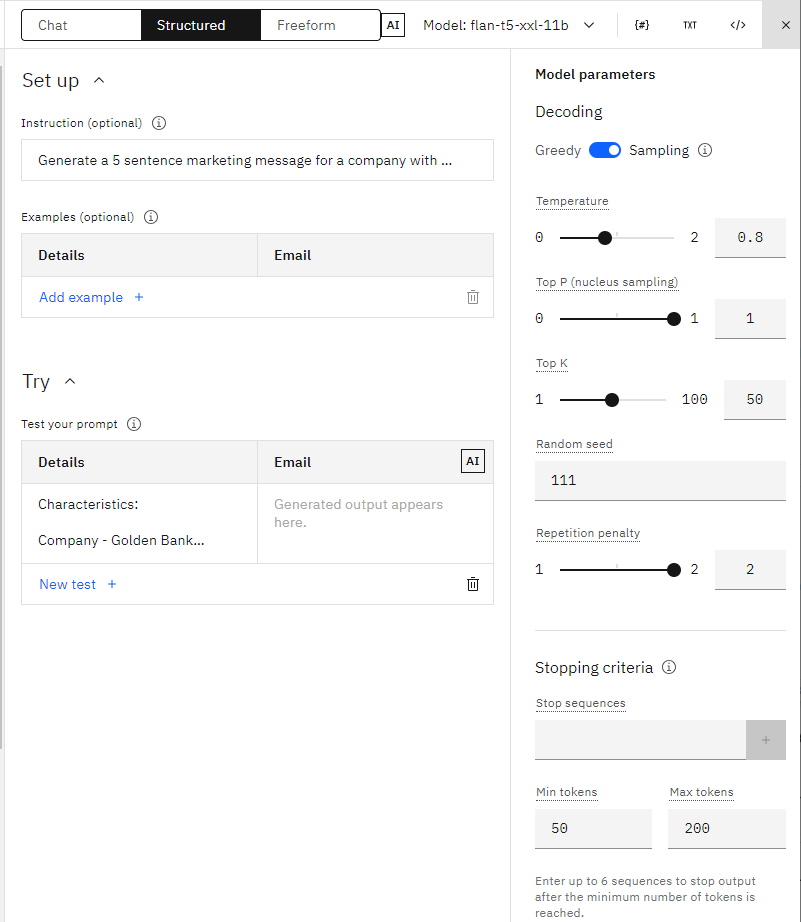 Chat Structured Freeform AI Model: flan-t5-xxl-11b {#} TXT </>
Set up
Instruction (optional)
Generate a 5 sentence marketing message for a company with ...
Examples (optional)
Details Email
Add example +
Try
Test your prompt
Details Email AI
Characteristics:
Company - Golden Bank...
Generated output appears
here.
New test +
Model parameters
Decoding
Greedy Sampling
Temperature
0 2 0.8
Top P (nucleus sampling)
0 1 1
Top K
1 100 50
Random seed
111
Repetition penalty
1 2 2
Stopping criteria
Stop sequences
+
Min tokens Max tokens
50 200
Enter up to 6 sequences to stop output
after the minimum number of tokens is
reached.